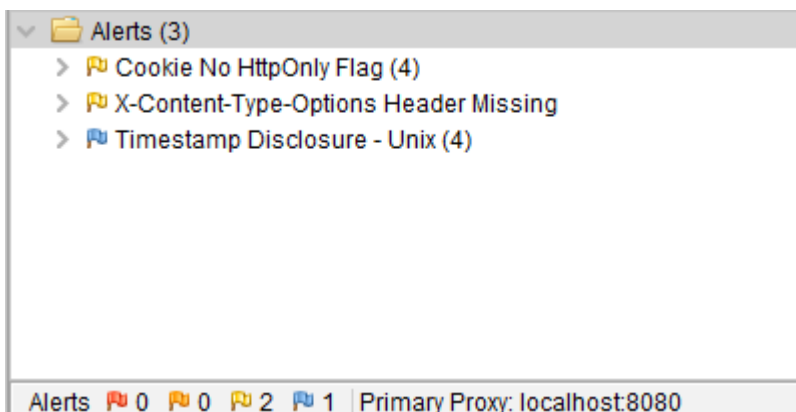 Alerts (3)
Cookie No HttpOnly Flag (4)
X-Content-Type-Options Header Missing
Timestamp Disclosure - Unix (4)
Alerts 0 0 2 1 Primary Proxy: localhost:8080